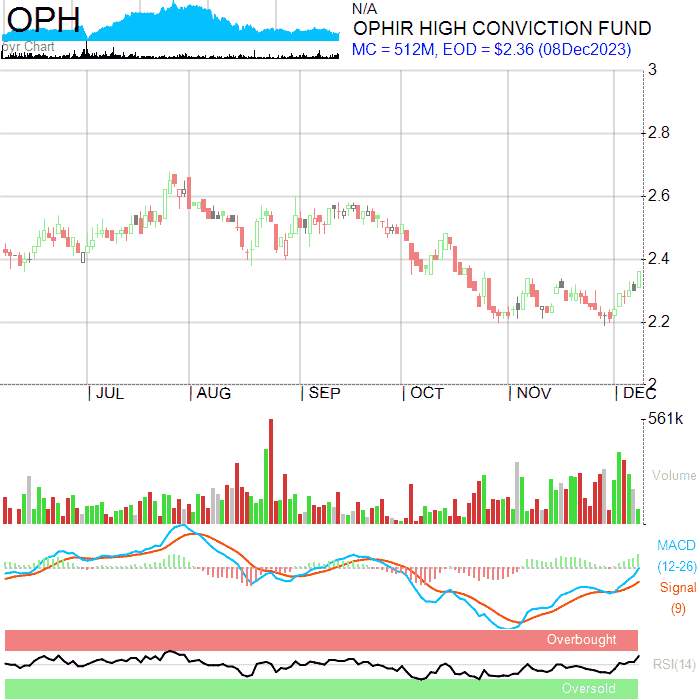 OPH
5yr Chart
N/A
OPHIR HIGH CONVICTION FUND
MC = 512M, EOD = $2.36 (08Dec2023)
3
2.8
2.6
2.4
2.2
2
JUL
AUG
SEP
OCT
NOV
DEC
561k
Volume
MACD
(12-26)
Signal
(9)
Overbought
RSI(14)
Oversold